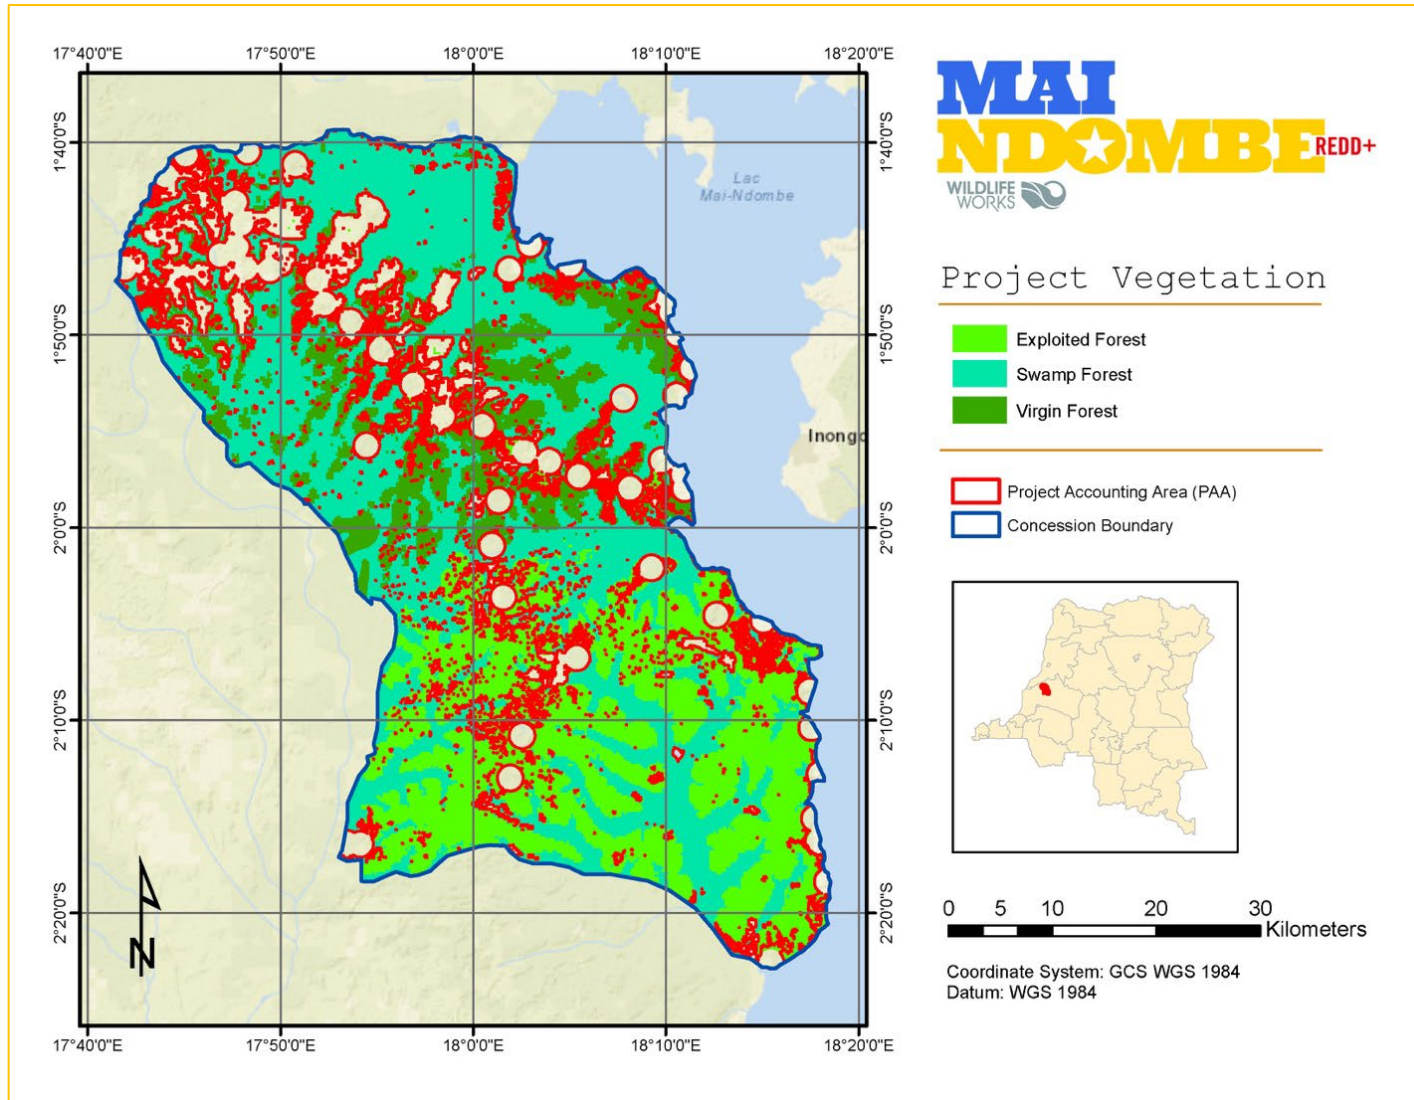 17°40'0"E
17°50'0"E
18°0'0"E
18°10'0"E
18°20'0"E
1°40'0"S
1°50'0"S
2°0'0"S
2°10'0"S
2°20'0"S
Lac
Mai-Ndombe
Inongo
N
1°40'0"S
1°50'0"S
2°0'0"S
2°10'0"S
2°20'0"S
17°40'0"E
17°50'0"E
18°0'0"E
18°10'0"E
18°20'0"E
MAI
NDOMBE REDD+
WILDLIFE
WORKS
Project Vegetation
Exploited Forest
Swamp Forest
Virgin Forest
Project Accounting Area (PAA)
Concession Boundary
0 5 10 20 30
Kilometers
Coordinate System: GCS WGS 1984
Datum: WGS 1984